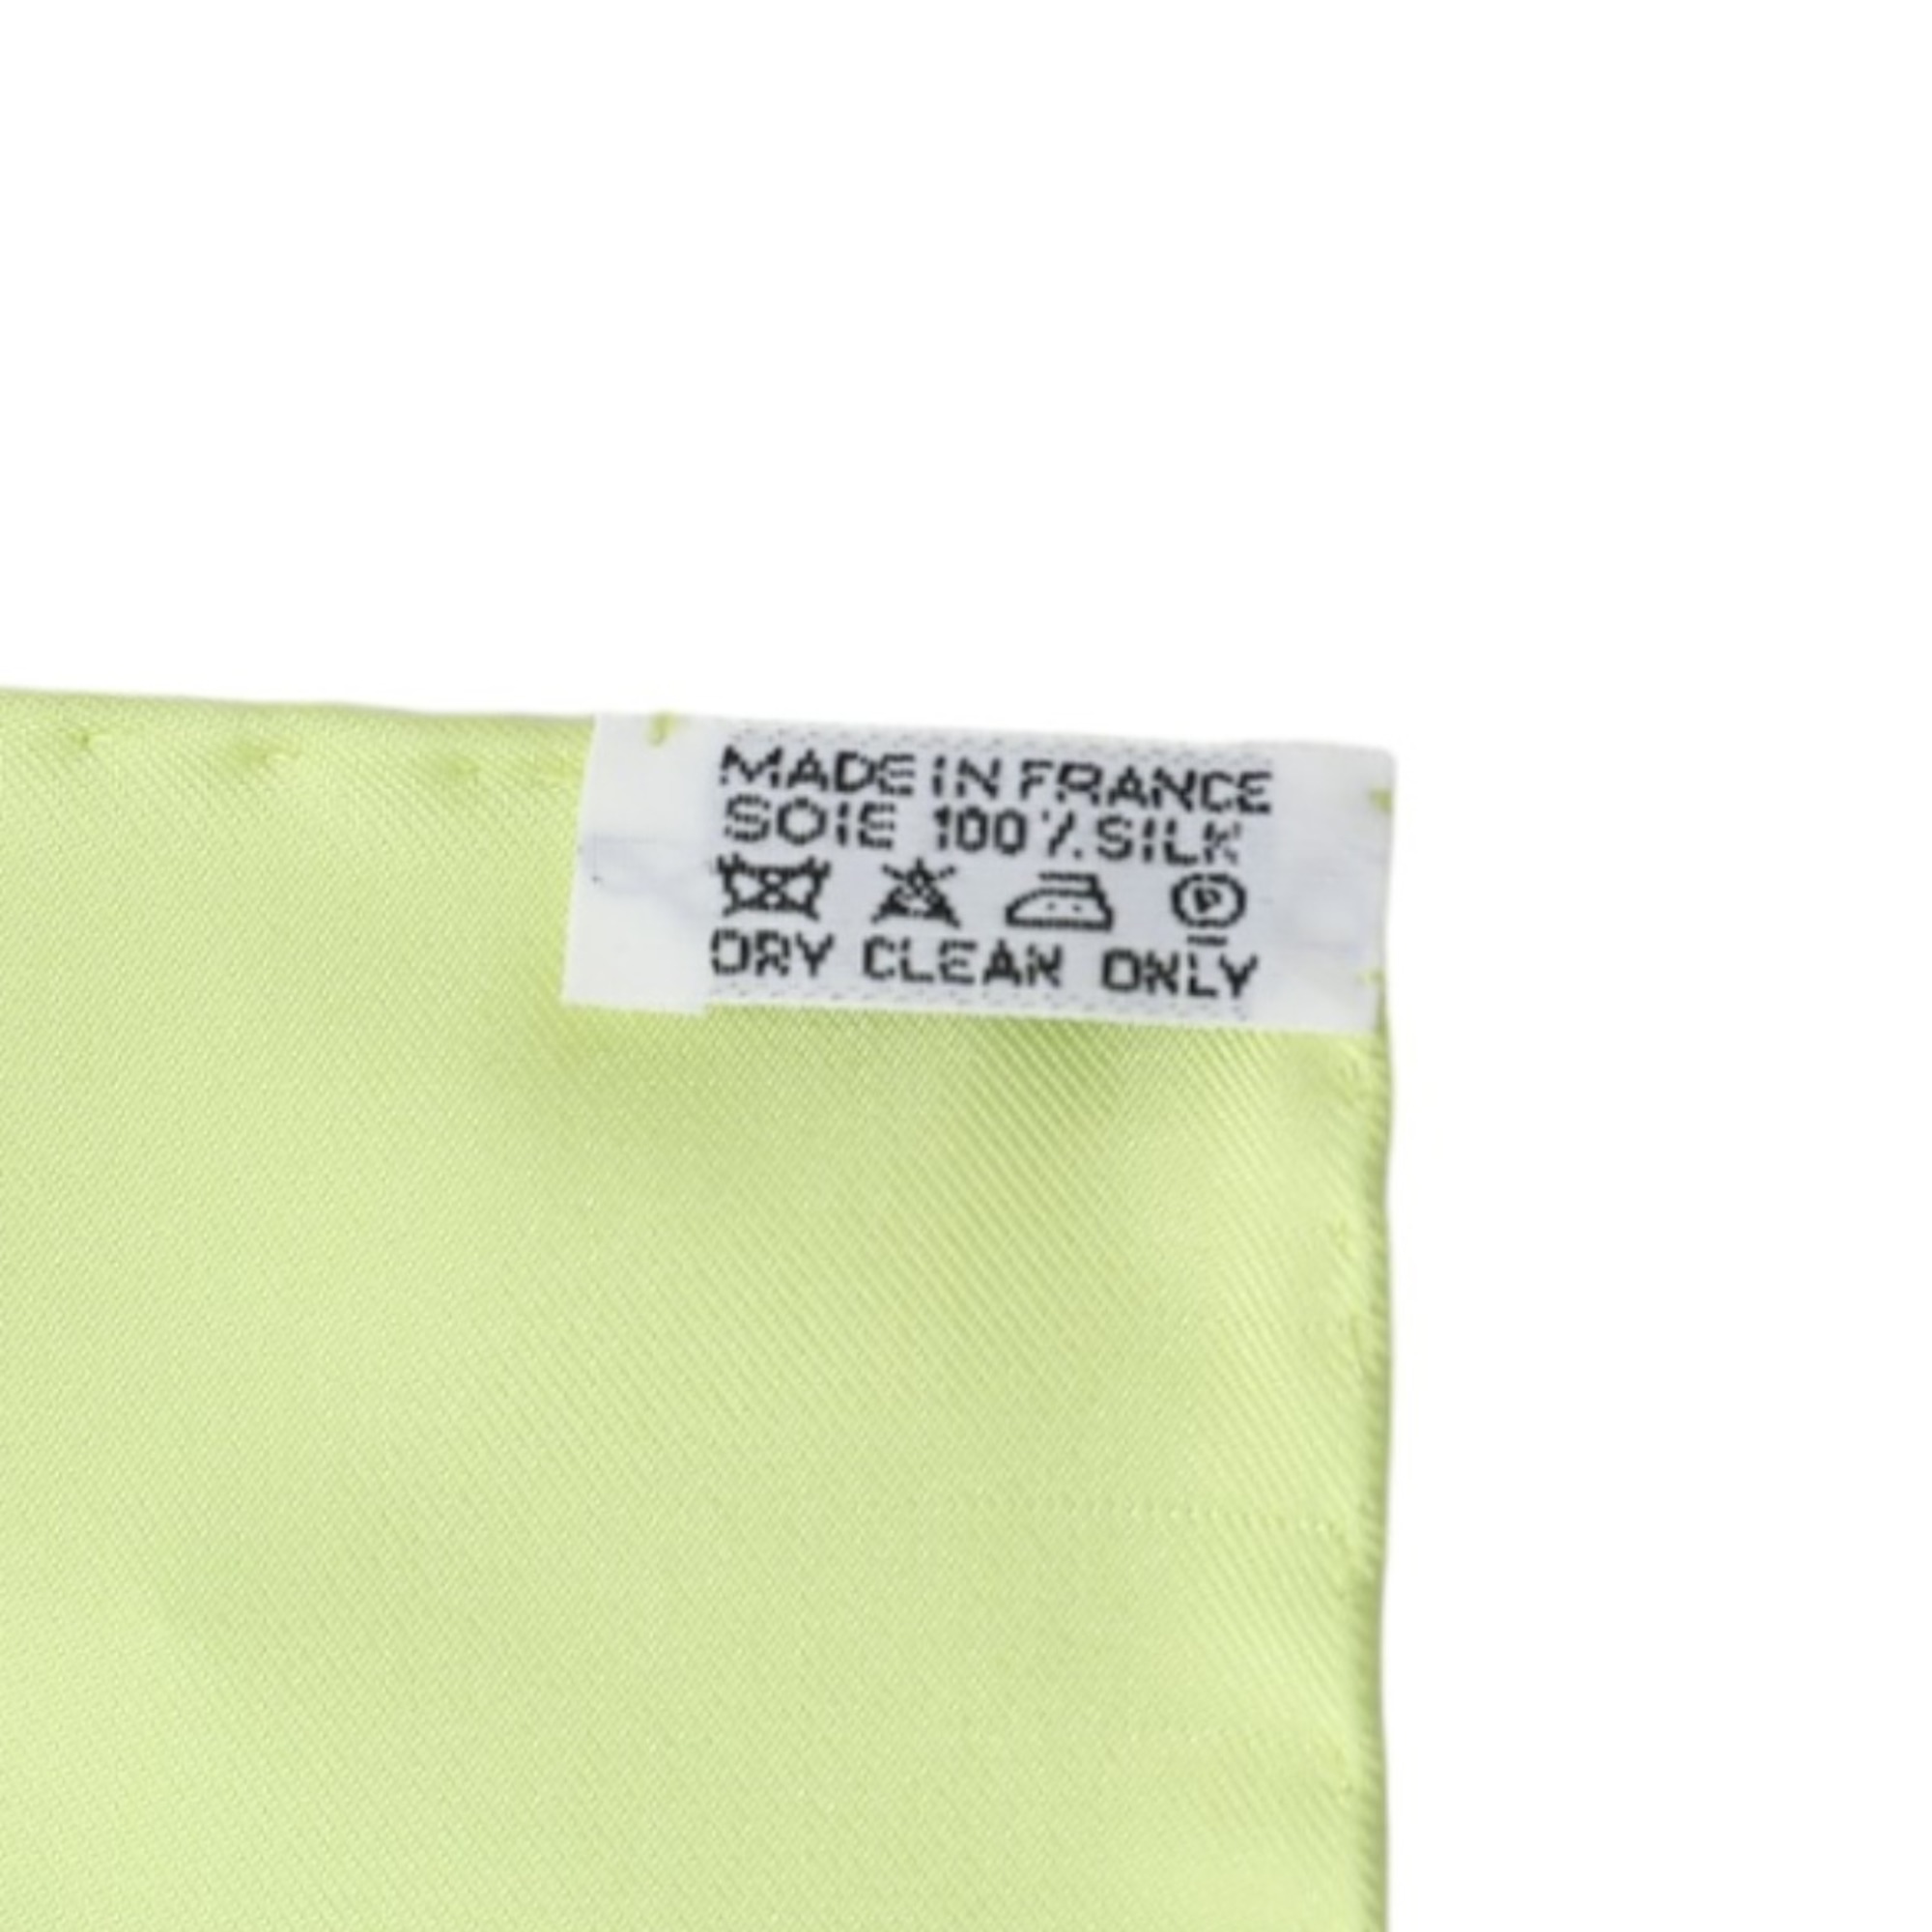 MADE IN FRANCE
SOIE 100% SILK
P
DRY CLEAN ONLY